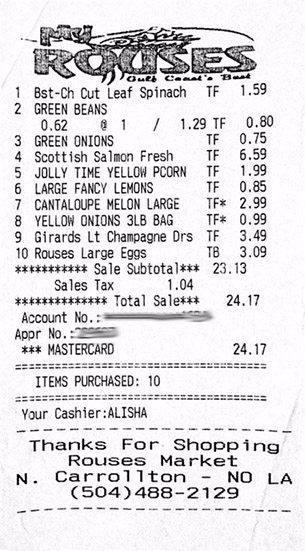 My
ROUSES
Gulf Coast's Best
1 Bst-Ch Cut Leaf Spinach TF 1.59
2 GREEN BEANS
0.62 @ 1 / 1.29 TF 0.80
3 GREEN ONIONS TF 0.75
4 Scottish Salmon Fresh TF 6.59
5 JOLLY TIME YELLOW PCORN TF 1.99
6 LARGE FANCY LEMONS TF 0.85
7 CANTALOUPE MELON LARGE TF* 2.99
8 YELLOW ONIONS 3LB BAG TF* 0.99
9 Girards Lt Champagne Drs TF 3.49
10 Rouses Large Eggs TB 3.09
*********** Sale Subtotal*** 23.13
Sales Tax 1.04
************** Total Sale*** 24.17
Account No.:
Appr No.:
*** MASTERCARD 24.17
ITEMS PURCHASED: 10
Your Cashier:ALISHA
Thanks For Shopping
Rouses Market
N. Carrollton - NO LA
(504)488-2129